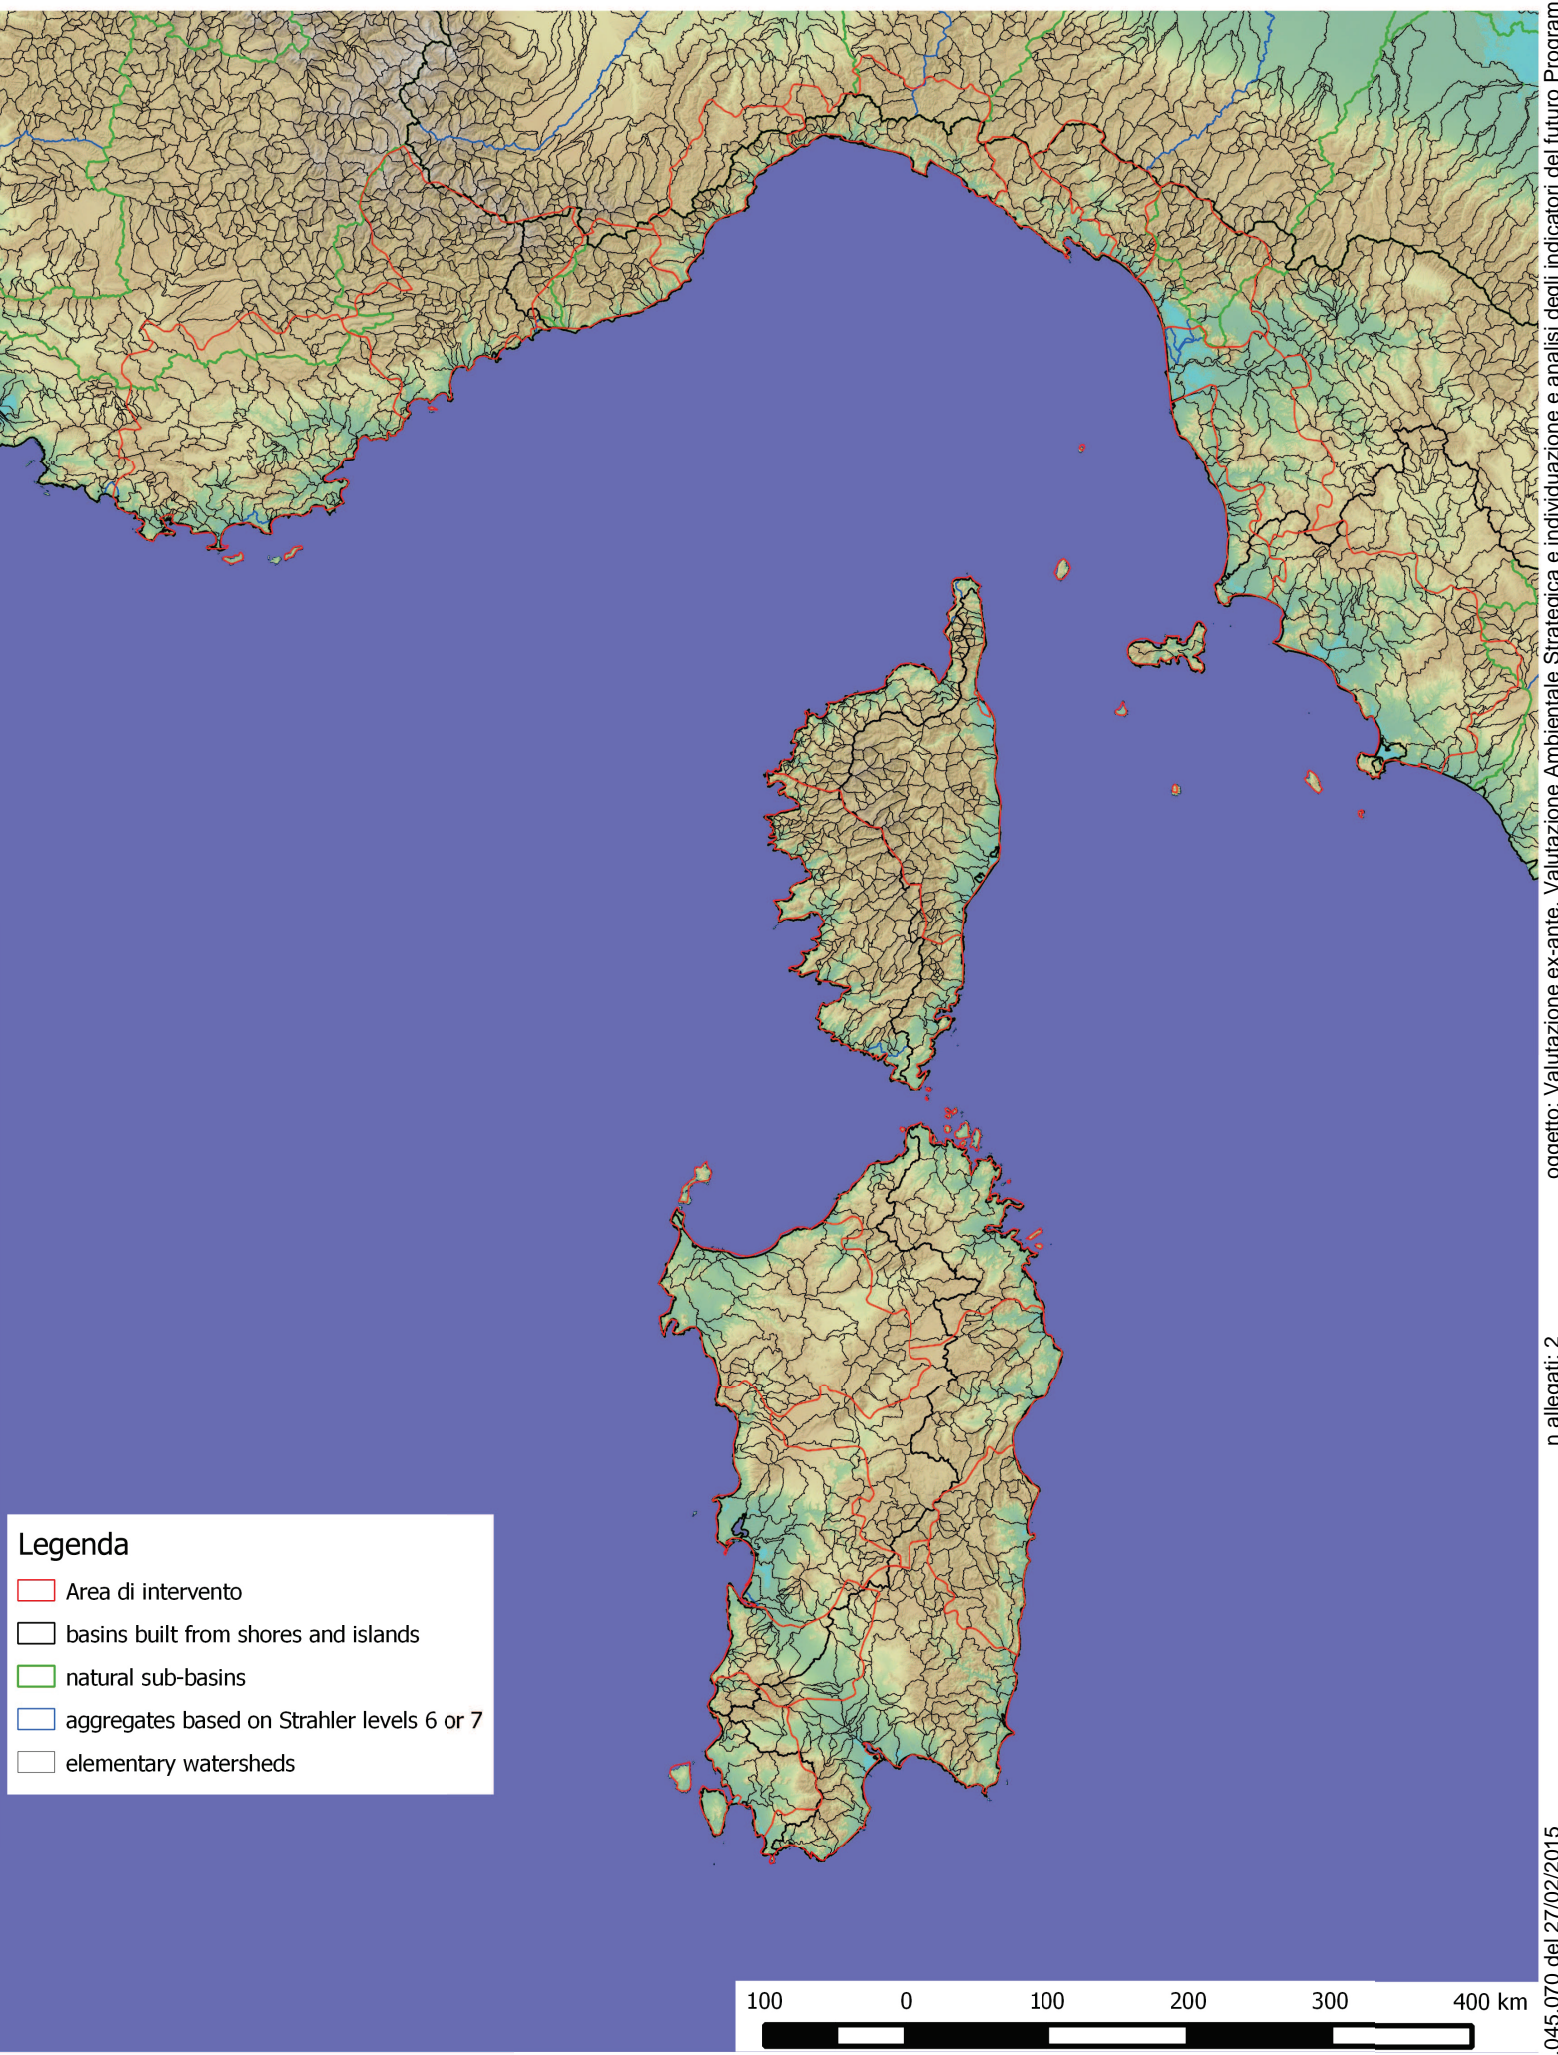 Legenda
Area di intervento
basins built from shores and islands
natural sub-basins
aggregates based on Strahler levels 6 or 7
elementary watersheds
100 0 100 200 300 400 km
oggetto: Valutazione ex-ante, Valutazione Ambientale Strategica e individuazione e analisi degli indicatori del futuro Program
n allegati: 2
.045.070 del 27/02/2015